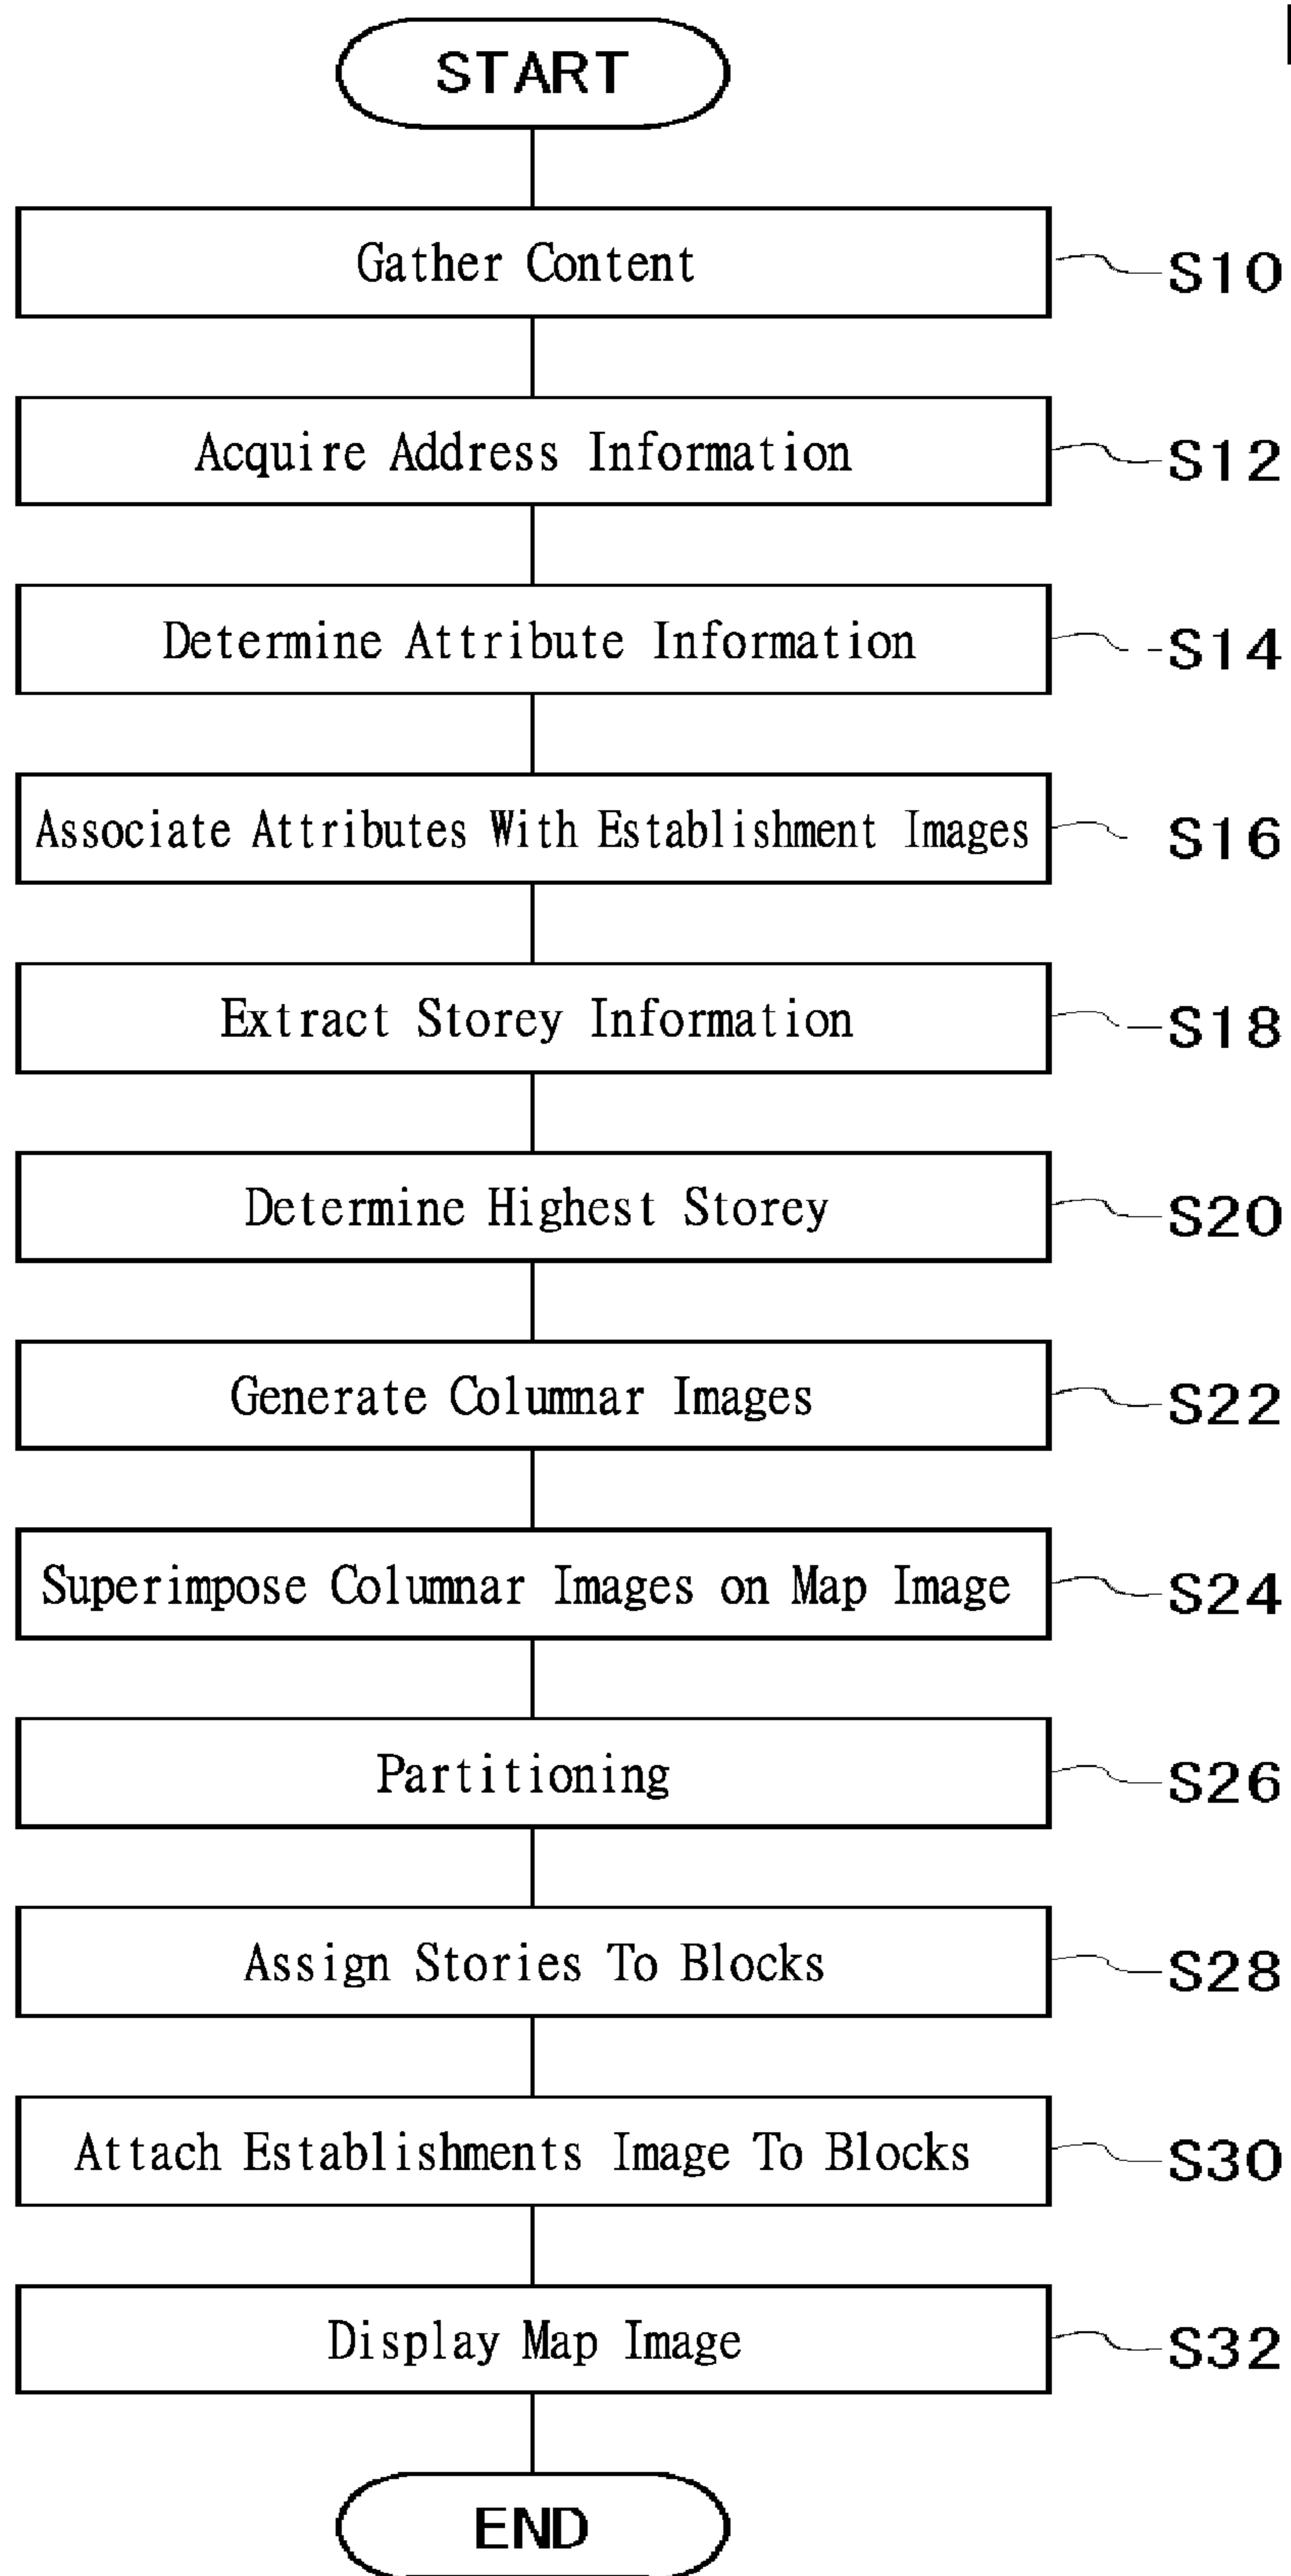 START
Gather Content
S10
Acquire Address Information
S12
Determine Attribute Information
S14
Associate Attributes With Establishment Images
S16
Extract Storey Information
S18
Determine Highest Storey
S20
Generate Columnar Images
S22
Superimpose Columnar Images on Map Image
S24
Partitioning
S26
Assign Stories To Blocks
S28
Attach Establishments Image To Blocks
S30
Display Map Image
S32
END